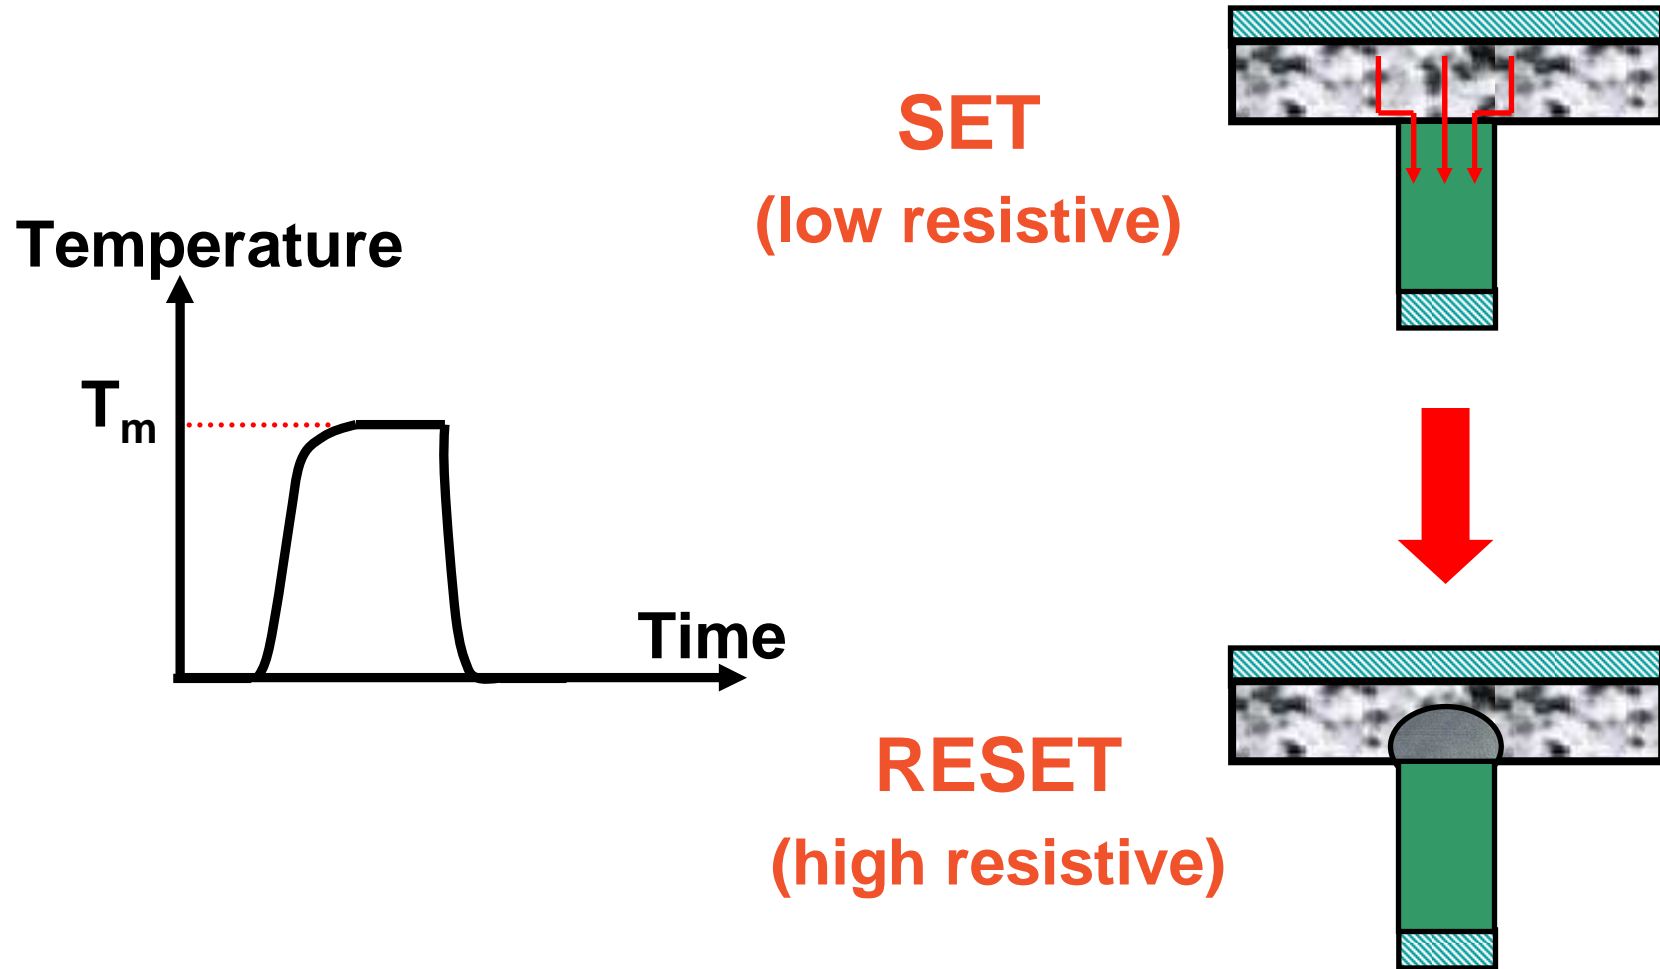 SET
(low resistive)
Temperature
Tm
Time
RESET
(high resistive)